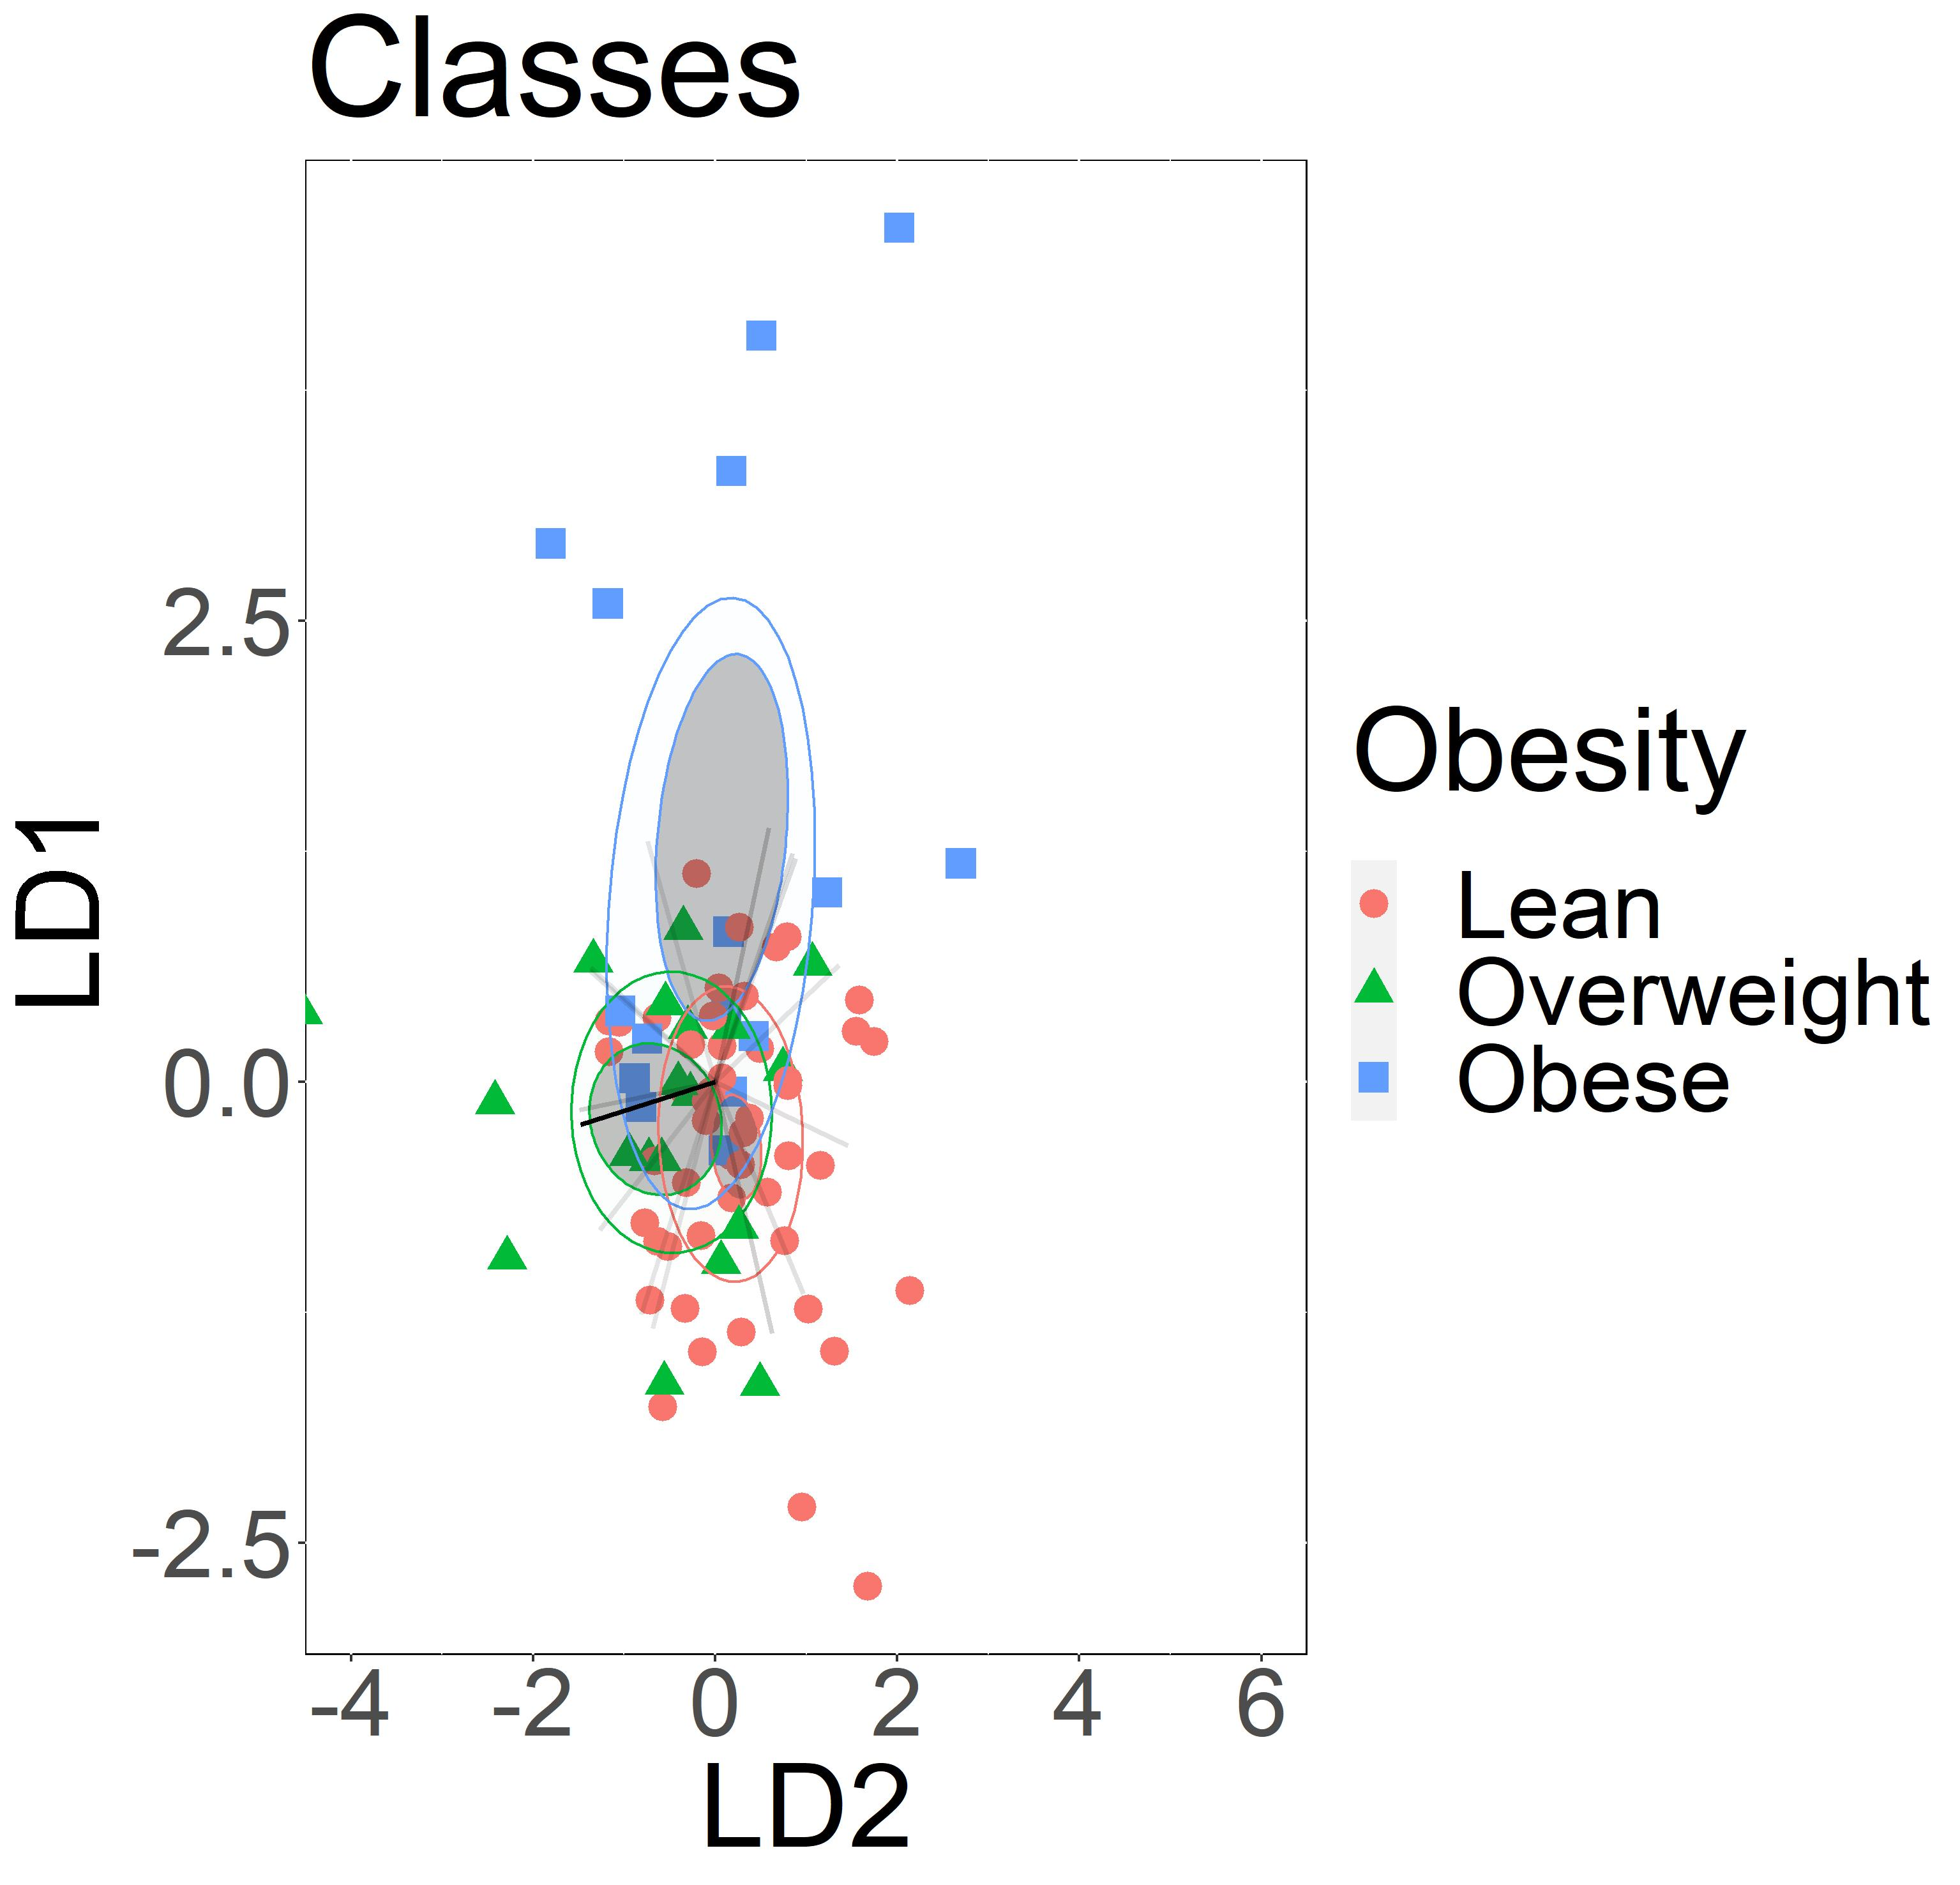 Classes
LD1
2.5
0.0
-2.5
-4 -2 0 2 4 6
LD2
Obesity
Lean
Overweight
Obese